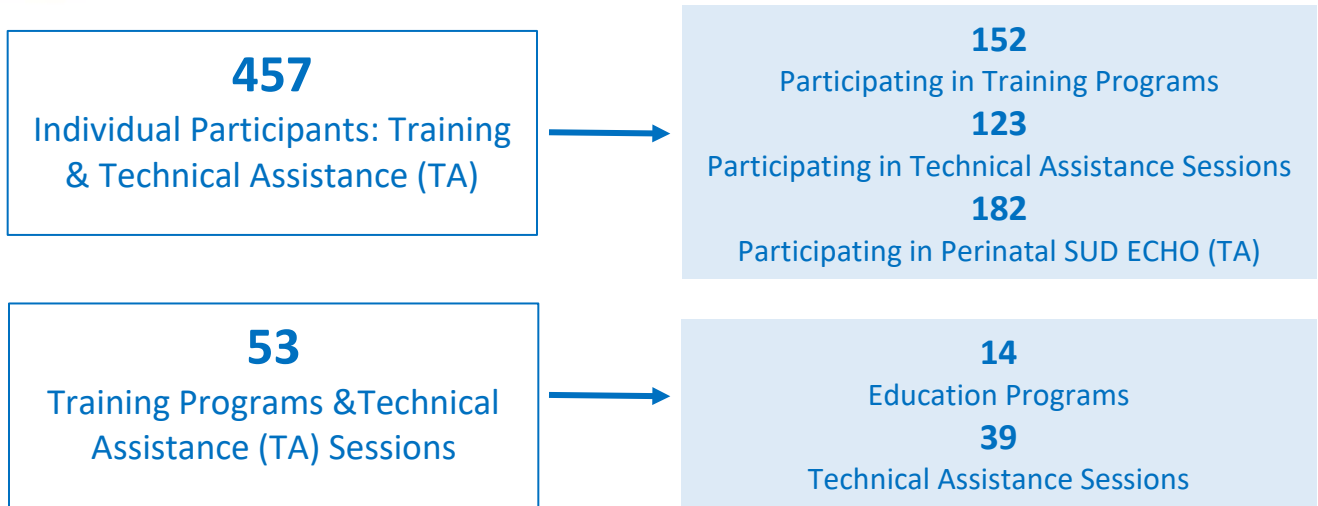 457
Individual Participants: Training
& Technical Assistance (TA)
152
Participating in Training Programs
123
Participating in Technical Assistance Sessions
182
Participating in Perinatal SUD ECHO (TA)
53
Training Programs &Technical
Assistance (TA) Sessions
14
Education Programs
39
Technical Assistance Sessions